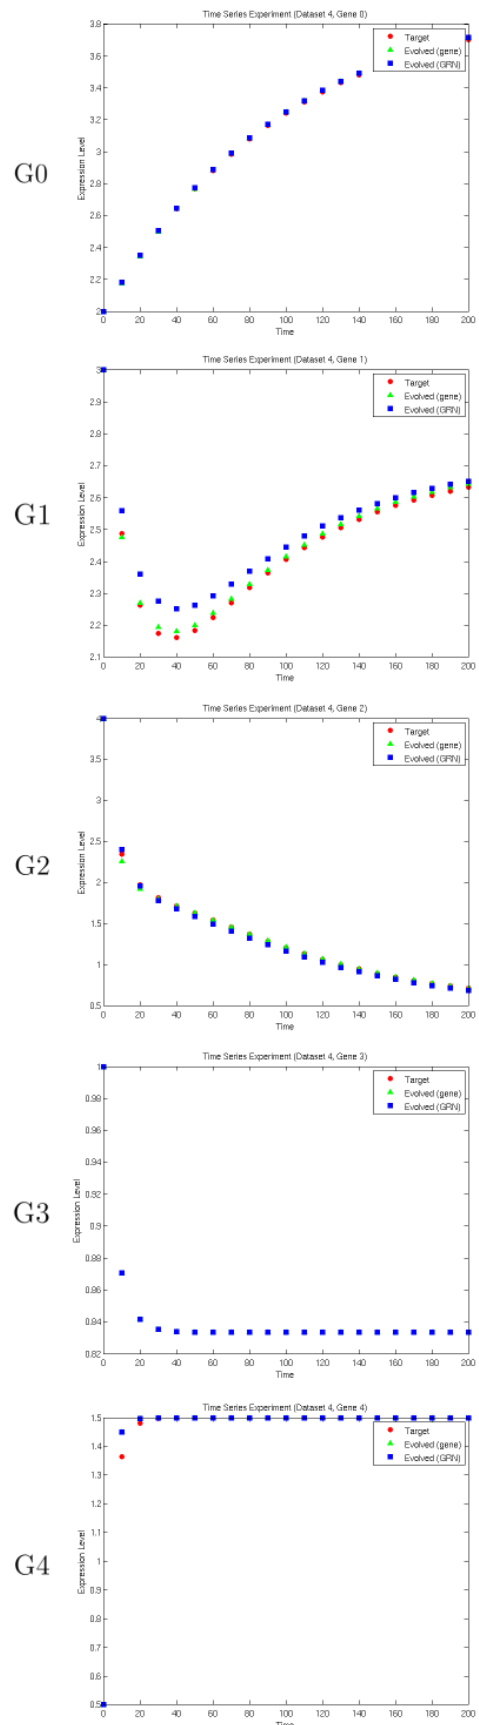 Time Series Experiment (Dataset 4, Gene 0)
3.8
3.6
3.4
3.2
3
2.8
2.6
2.4
2.2
2
Expression Level
Target
Evolved (gene)
Evolved (GRN)
0 20 40 60 80 100 120 140 160 180 200
Time
G0
Time Series Experiment (Dataset 4, Gene 1)
3
2.9
2.8
2.7
2.6
2.5
2.4
2.3
2.2
2.1
Expression Level
Target
Evolved (gene)
Evolved (GRN)
0 20 40 60 80 100 120 140 160 180 200
Time
G1
Time Series Experiment (Dataset 4, Gene 2)
4
3.5
3
2.5
2
1.5
1
0.5
Expression Level
Target
Evolved (gene)
Evolved (GRN)
0 20 40 60 80 100 120 140 160 180 200
Time
G2
Time Series Experiment (Dataset 4, Gene 3)
1
0.98
0.96
0.94
0.92
0.9
0.88
0.86
0.84
0.82
Expression Level
Target
Evolved (gene)
Evolved (GRN)
0 20 40 60 80 100 120 140 160 180 200
Time
G3
Time Series Experiment (Dataset 4, Gene 4)
1.5
1.4
1.3
1.2
1.1
1
0.9
0.8
0.7
0.6
0.5
Expression Level
Target
Evolved (gene)
Evolved (GRN)
0 20 40 60 80 100 120 140 160 180 200
Time
G4